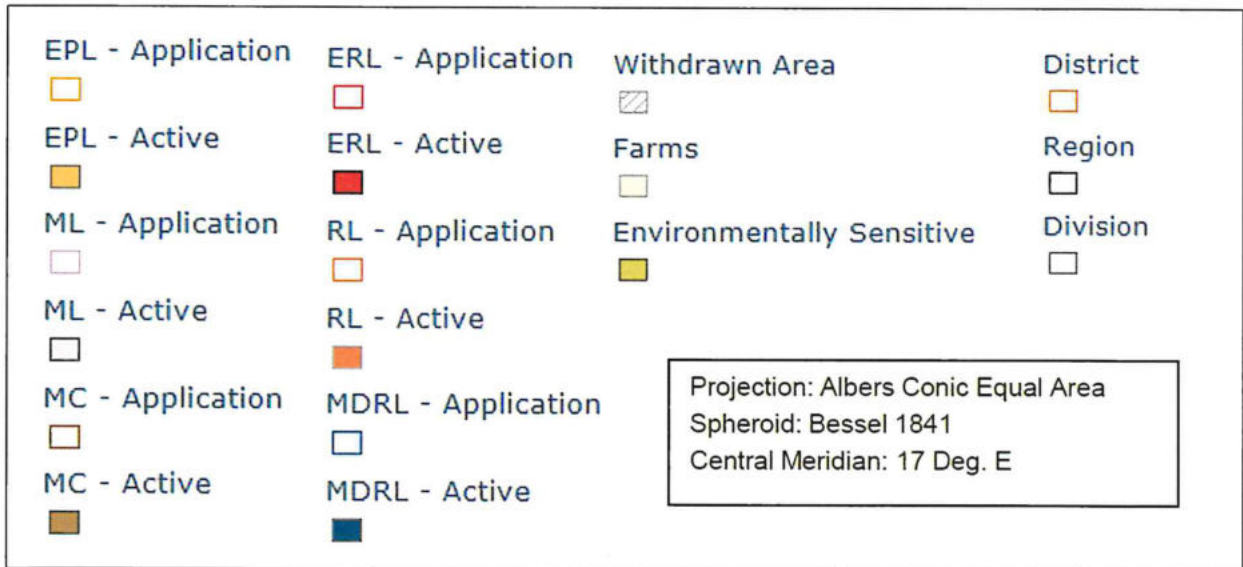 EPL - Application
EPL - Active
ML - Application
ML - Active
MC - Application
MC - Active
ERL - Application
ERL - Active
RL - Application
RL - Active
MDRL - Application
MDRL - Active
Withdrawn Area
Farms
Environmentally Sensitive
District
Region
Division
Projection: Albers Conic Equal Area
Spheroid: Bessel 1841
Central Meridian: 17 Deg. E